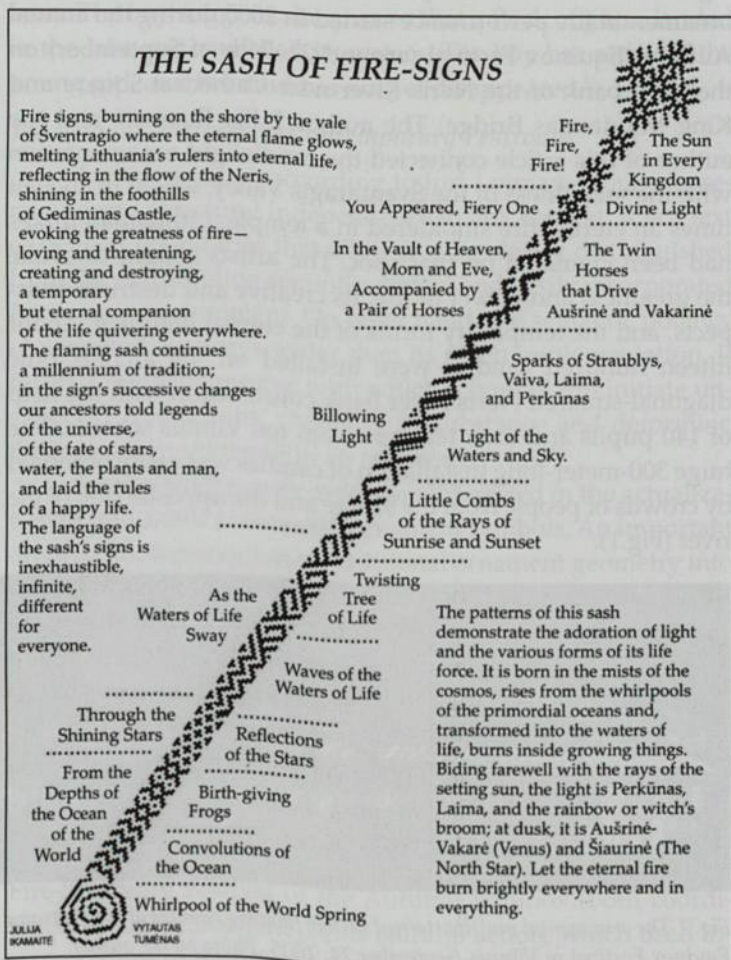 THE SASH OF FIRE-SIGNS
Fire signs, burning on the shore by the vale
of Šventragio where the eternal flame glows,
melting Lithuania's rulers into eternal life,
reflecting in the flow of the Neris,
shining in the foothills
of Gediminas Castle,
evoking the greatness of fire—
loving and threatening,
creating and destroying,
a temporary
but eternal companion
of the life quivering everywhere.
The flaming sash continues
a millennium of tradition;
in the sign's successive changes
our ancestors told legends
of the universe,
of the fate of stars,
water, the plants and man,
and laid the rules
of a happy life.
The language of
the sash's signs is
inexhaustible,
infinite,
different
for
everyone.
Fire,
Fire,
Fire!
You Appeared, Fiery One
In the Vault of Heaven,
Morn and Eve,
Accompanied by
a Pair of Horses
Billowing
Light
As the
Waters of Life
Sway
Through the
Shining Stars
From the
Depths of
the Ocean
of the
World
The Sun
in Every
Kingdom
Divine Light
The Twin
Horses
that Drive
Aušrinė and Vakarinė
Sparks of Straublys,
Vaiva, Laima,
and Perkūnas
Light of the
Waters and Sky.
Little Combs
of the Rays of
Sunrise and Sunset
Twisting
Tree
of Life
Waves of the
Waters of Life
Reflections
of the Stars
Birth-giving
Frogs
Convolutions of
the Ocean
Whirlpool of the World Spring
The patterns of this sash
demonstrate the adoration of light
and the various forms of its life
force. It is born in the mists of the
cosmos, rises from the whirlpools
of the primordial oceans and,
transformed into the waters of
life, burns inside growing things.
Biding farewell with the rays of the
setting sun, the light is Perkūnas,
Laima, and the rainbow or witch's
broom; at dusk, it is Aušrinė-
Vakarė (Venus) and Šiaurinė (The
North Star). Let the eternal fire
burn brightly everywhere and in
everything.
JULIJA
IKAMAITĖ
VYTAUTAS
TUMĖNAS